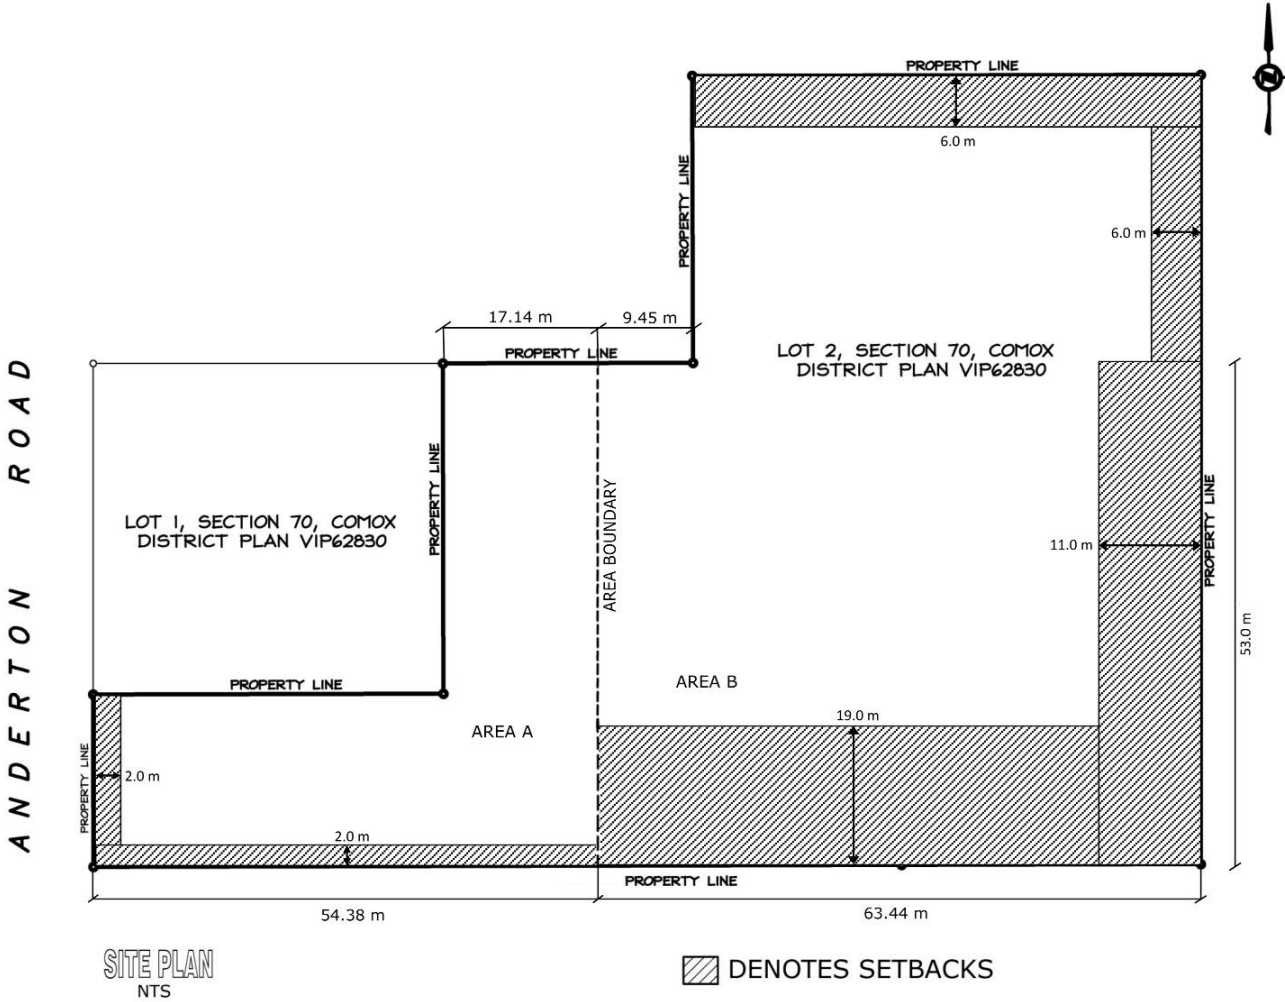 PROPERTY LINE
6.0 m
PROPERTY LINE
6.0 m
17.14 m
9.45 m
PROPERTY LINE
LOT 2, SECTION 70, COMOX
DISTRICT PLAN VIP62830
ANDERTON ROAD
LOT 1, SECTION 70, COMOX
DISTRICT PLAN VIP62830
PROPERTY LINE
AREA BOUNDARY
11.0 m
PROPERTY LINE
53.0 m
PROPERTY LINE
AREA A
AREA B
19.0 m
PROPERTY LINE
2.0 m
2.0 m
PROPERTY LINE
54.38 m
63.44 m
SITE PLAN
NTS
DENOTES SETBACKS
Z